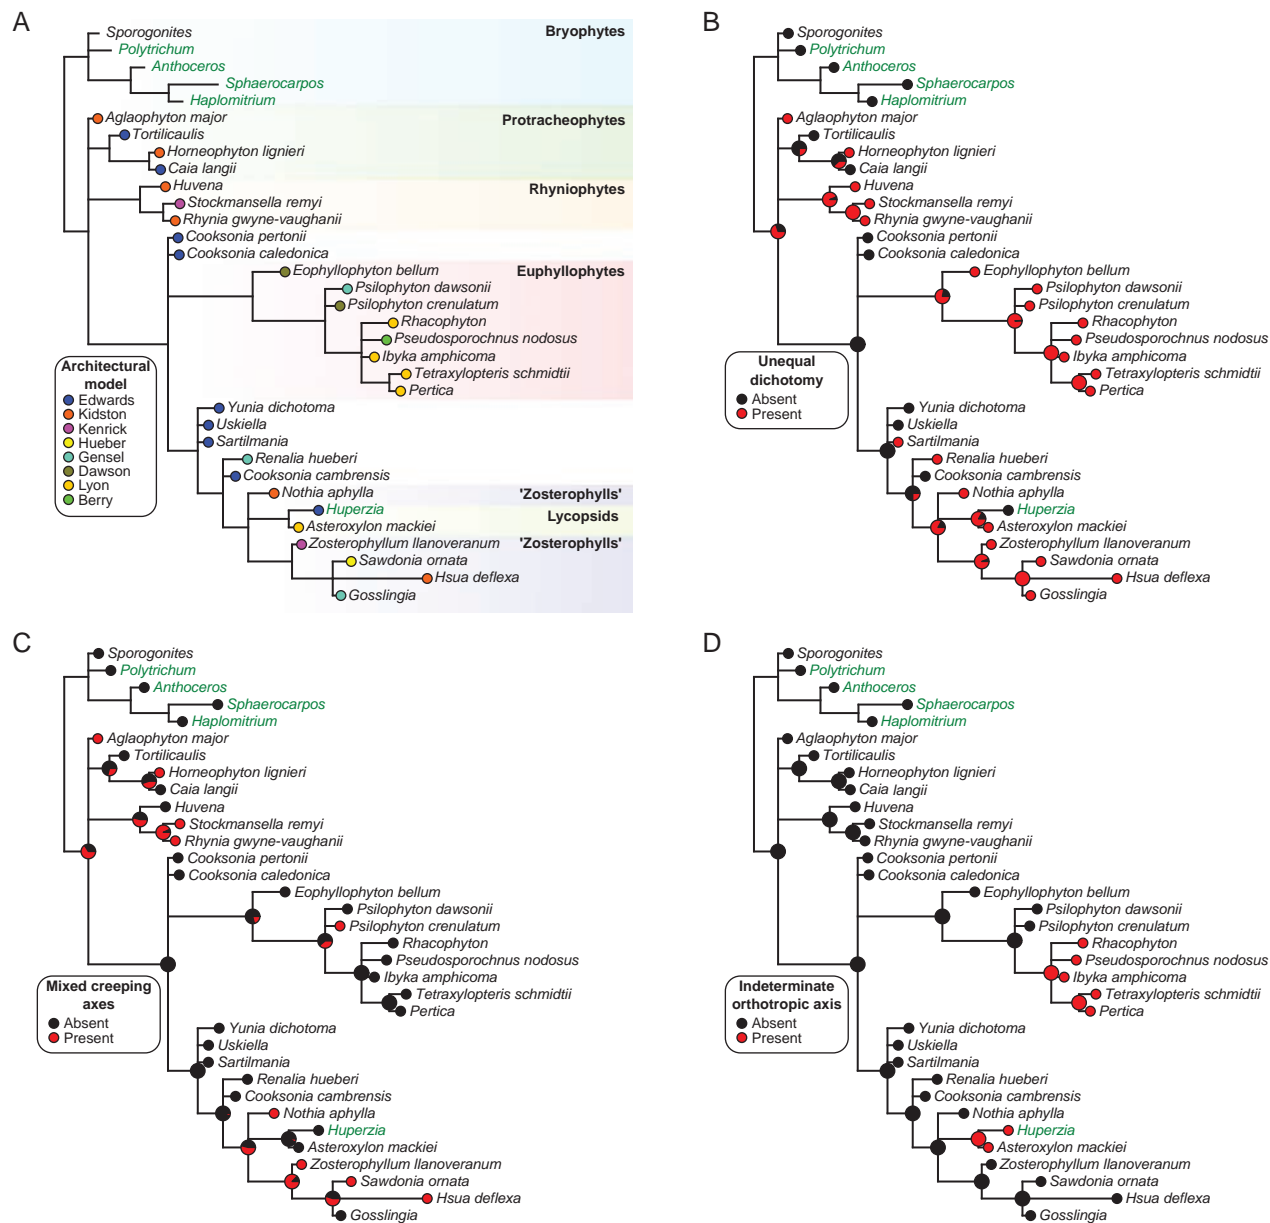 A
Sporogonites
Bryophytes
Polytrichum
Anthoceros
Sphaerocarpos
Haplomitrium
Aglaophyton major
Protracheophytes
Tortilicaulis
Horneophyton lignieri
Caia langii
Huvena
Rhyniophytes
Stockmansella remyi
Rhynia gwyne-vaughanii
Cooksonia pertonii
Cooksonia caledonica
Eophyllophyton bellum
Euphyllophytes
Psilophyton dawsonii
Psilophyton crenulatum
Rhacophyton
Pseudosporochnus nodosus
Ibyka amphicoma
Tetraxylopteris schmidtii
Pertica
Yunia dichotoma
Uskiella
Sartilmania
Renalia hueberi
Cooksonia cambrensis
Nothia aphylla
'Zosterophylls'
Huperzia
Lycopsids
Asteroxylon mackiei
Zosterophyllum llanoveranum
'Zosterophylls'
Sawdonia ornata
Hsua deflexa
Gosslingia
Architectural
model
Edwards
Kidston
Kenrick
Hueber
Gensel
Dawson
Lyon
Berry
B
Sporogonites
Polytrichum
Anthoceros
Sphaerocarpos
Haplomitrium
Aglaophyton major
Tortilicaulis
Horneophyton lignieri
Caia langii
Huvena
Stockmansella remyi
Rhynia gwyne-vaughanii
Cooksonia pertonii
Cooksonia caledonica
Eophyllophyton bellum
Psilophyton dawsonii
Psilophyton crenulatum
Rhacophyton
Pseudosporochnus nodosus
Ibyka amphicoma
Tetraxylopteris schmidtii
Pertica
Yunia dichotoma
Uskiella
Sartilmania
Renalia hueberi
Cooksonia cambrensis
Nothia aphylla
Huperzia
Asteroxylon mackiei
Zosterophyllum llanoveranum
Sawdonia ornata
Hsua deflexa
Gosslingia
Unequal
dichotomy
Absent
Present
C
Sporogonites
Polytrichum
Anthoceros
Sphaerocarpos
Haplomitrium
Aglaophyton major
Tortilicaulis
Horneophyton lignieri
Caia langii
Huvena
Stockmansella remyi
Rhynia gwyne-vaughanii
Cooksonia pertonii
Cooksonia caledonica
Eophyllophyton bellum
Psilophyton dawsonii
Psilophyton crenulatum
Rhacophyton
Pseudosporochnus nodosus
Ibyka amphicoma
Tetraxylopteris schmidtii
Pertica
Yunia dichotoma
Uskiella
Sartilmania
Renalia hueberi
Cooksonia cambrensis
Nothia aphylla
Huperzia
Asteroxylon mackiei
Zosterophyllum llanoveranum
Sawdonia ornata
Hsua deflexa
Gosslingia
Mixed creeping
axes
Absent
Present
D
Sporogonites
Polytrichum
Anthoceros
Sphaerocarpos
Haplomitrium
Aglaophyton major
Tortilicaulis
Horneophyton lignieri
Caia langii
Huvena
Stockmansella remyi
Rhynia gwyne-vaughanii
Cooksonia pertonii
Cooksonia caledonica
Eophyllophyton bellum
Psilophyton dawsonii
Psilophyton crenulatum
Rhacophyton
Pseudosporochnus nodosus
Ibyka amphicoma
Tetraxylopteris schmidtii
Pertica
Yunia dichotoma
Uskiella
Sartilmania
Renalia hueberi
Cooksonia cambrensis
Nothia aphylla
Huperzia
Asteroxylon mackiei
Zosterophyllum llanoveranum
Sawdonia ornata
Hsua deflexa
Gosslingia
Indeterminate
orthotropic axis
Absent
Present